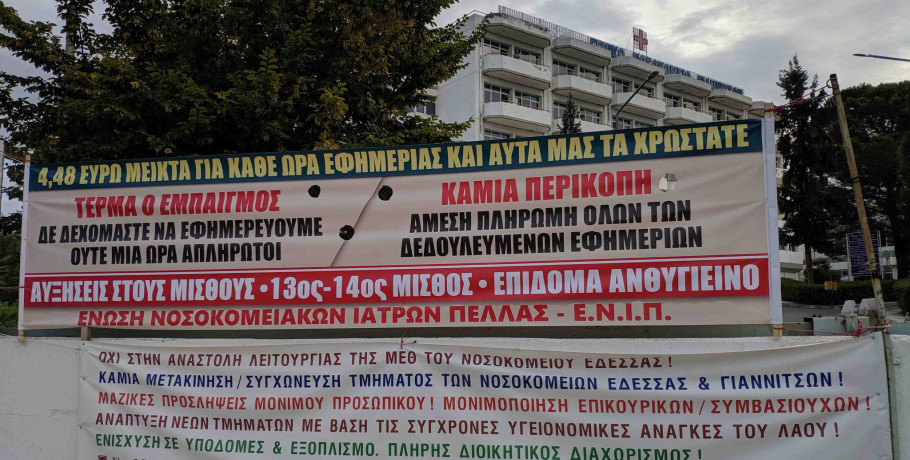 4,48 ΕΥΡΩ ΜΕΙΚΤΑ ΓΙΑ ΚΑΘΕ ΩΡΑ ΕΦΗΜΕΡΙΑΣ ΚΑΙ ΑΥΤΑ ΜΑΣ ΤΑ ΧΡΩΣΤΑΤΕ
ΤΕΡΜΑ Ο ΕΜΠΑΙΓΜΟΣ
ΔΕ ΔΕΧΟΜΑΣΤΕ ΝΑ ΕΦΗΜΕΡΕΥΟΥΜΕ
ΟΥΤΕ ΜΙΑ ΩΡΑ ΑΠΛΗΡΩΤΟΙ
ΚΑΜΙΑ ΠΕΡΙΚΟΠΗ
ΑΜΕΣΗ ΠΛΗΡΩΜΗ ΟΛΩΝ ΤΩΝ
ΔΕΔΟΥΛΕΥΜΕΝΩΝ ΕΦΗΜΕΡΙΩΝ
ΑΥΞΗΣΕΙΣ ΣΤΟΥΣ ΜΙΣΘΟΥΣ • 13ος-14ος ΜΙΣΘΟΣ • ΕΠΙΔΟΜΑ ΑΝΘΥΓΙΕΙΝΟ
ΕΝΩΣΗ ΝΟΣΟΚΟΜΕΙΑΚΩΝ ΙΑΤΡΩΝ ΠΕΛΛΑΣ - Ε.Ν.Ι.Π.
ΟΧΙ ΣΤΗΝ ΑΝΑΣΤΟΛΗ ΛΕΙΤΟΥΡΓΙΑΣ ΤΗΣ ΜΕΘ ΤΟΥ ΝΟΣΟΚΟΜΕΙΟΥ ΕΔΕΣΣΑΣ !
ΚΑΜΙΑ ΜΕΤΑΚΙΝΗΣΗ / ΣΥΓΧΩΝΕΥΣΗ ΤΜΗΜΑΤΟΣ ΤΩΝ ΝΟΣΟΚΟΜΕΙΩΝ ΕΔΕΣΣΑΣ & ΓΙΑΝΝΙΤΣΩΝ !
ΜΑΖΙΚΕΣ ΠΡΟΣΛΗΨΕΙΣ ΜΟΝΙΜΟΥ ΠΡΟΣΩΠΙΚΟΥ ! ΜΟΝΙΜΟΠΟΙΗΣΗ ΕΠΙΚΟΥΡΙΚΩΝ / ΣΥΜΒΑΣΙΟΥΧΩΝ !
ΑΝΑΠΤΥΞΗ ΝΕΩΝ ΤΜΗΜΑΤΩΝ ΜΕ ΒΑΣΗ ΤΙΣ ΣΥΓΧΡΟΝΕΣ ΥΓΕΙΟΝΟΜΙΚΕΣ ΑΝΑΓΚΕΣ ΤΟΥ ΛΑΟΥ !
ΕΝΙΣΧΥΣΗ ΣΕ ΥΠΟΔΟΜΕΣ & ΕΞΟΠΛΙΣΜΟ. ΠΛΗΡΗΣ ΔΙΟΙΚΗΤΙΚΟΣ ΔΙΑΧΩΡΙΣΜΟΣ !